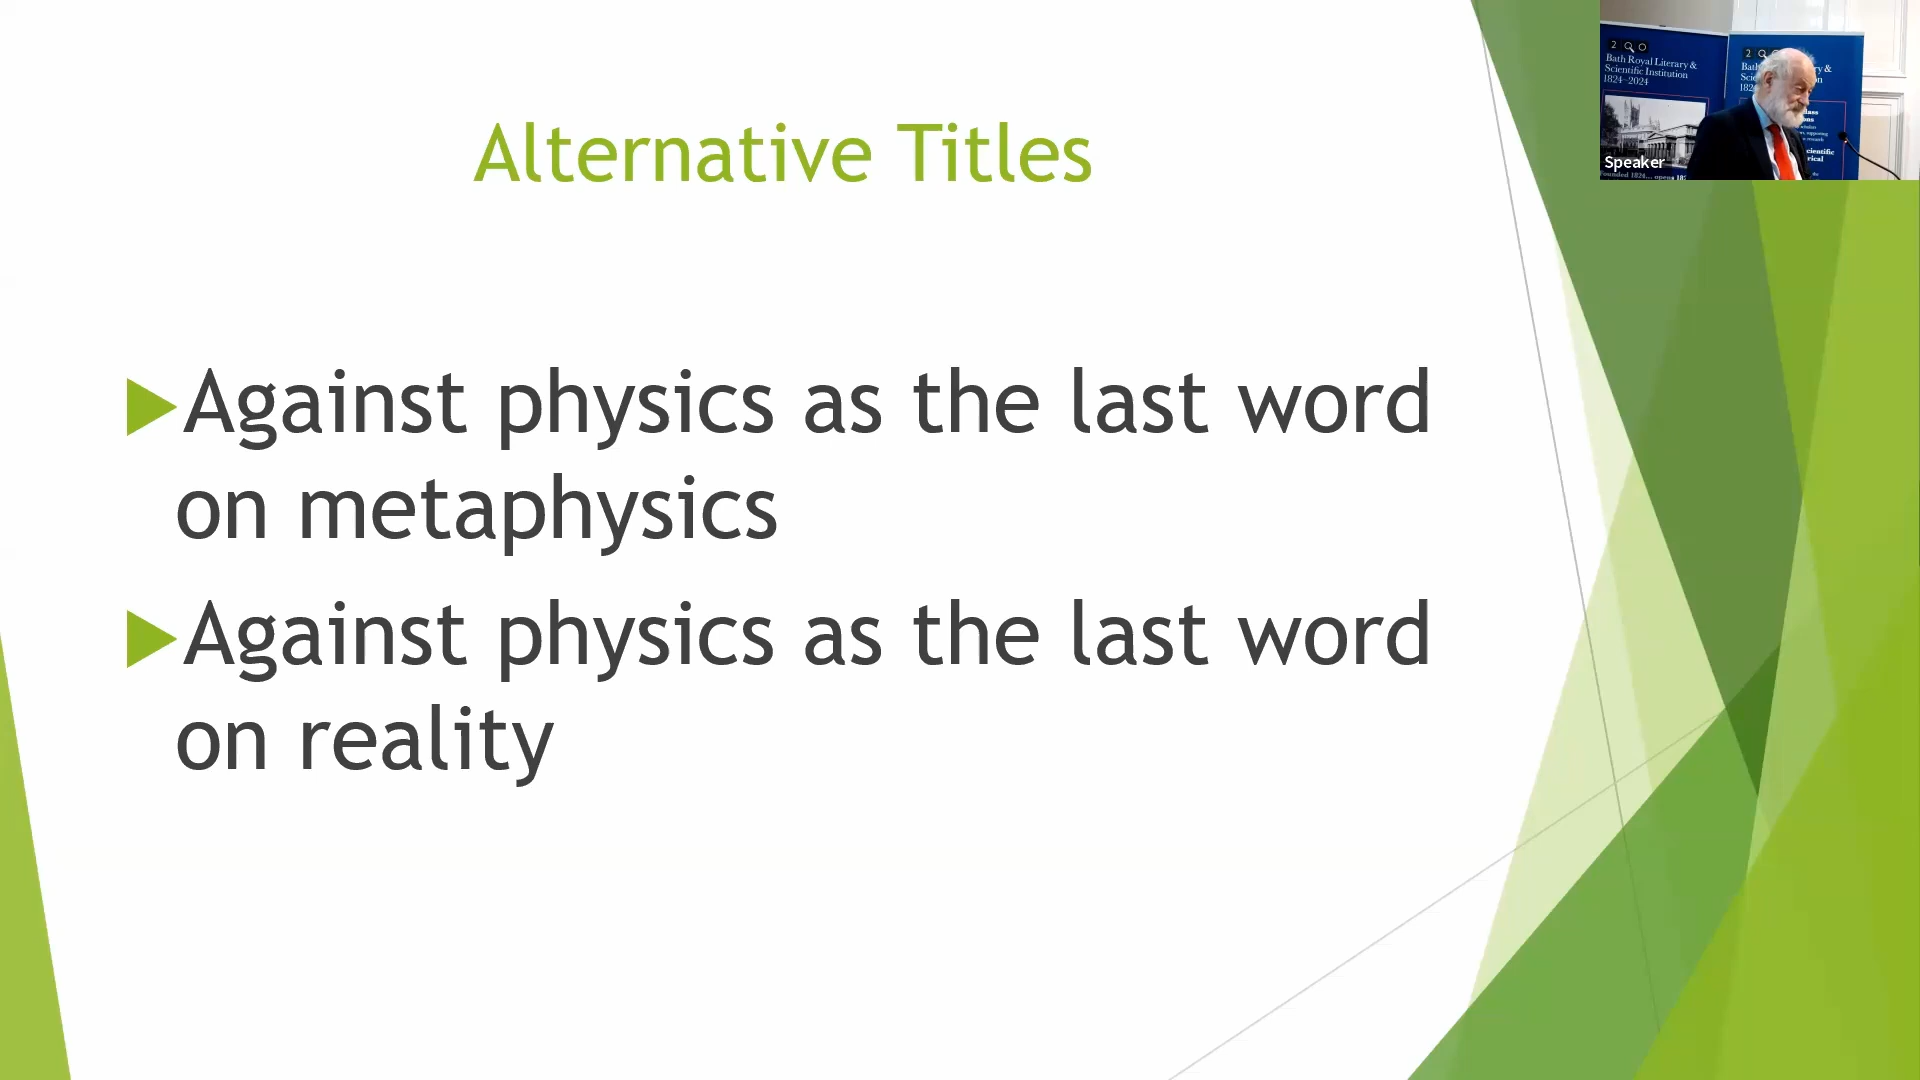 Alternative Titles
Against physics as the last word
on metaphysics
Against physics as the last word
on reality
Bath Royal Literary &
Scientific Institution
1824–2024
Speaker